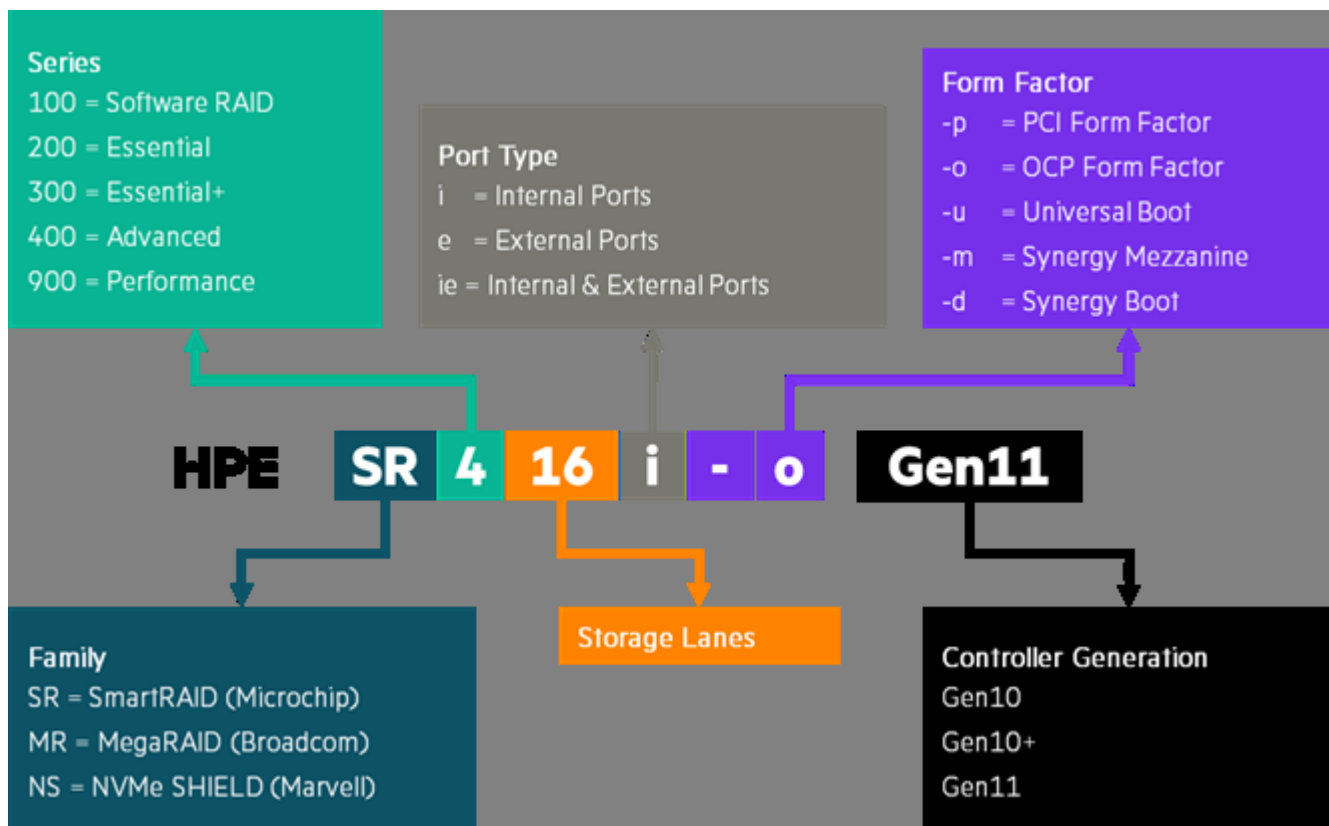 Series
100 = Software RAID
200 = Essential
300 = Essential+
400 = Advanced
900 = Performance
Port Type
i = Internal Ports
e = External Ports
ie = Internal & External Ports
Form Factor
-p = PCI Form Factor
-o = OCP Form Factor
-u = Universal Boot
-m = Synergy Mezzanine
-d = Synergy Boot
HPE SR 4 16 i - o Gen11
Family
SR = SmartRAID (Microchip)
MR = MegaRAID (Broadcom)
NS = NVMe SHIELD (Marvell)
Storage Lanes
Controller Generation
Gen10
Gen10+
Gen11